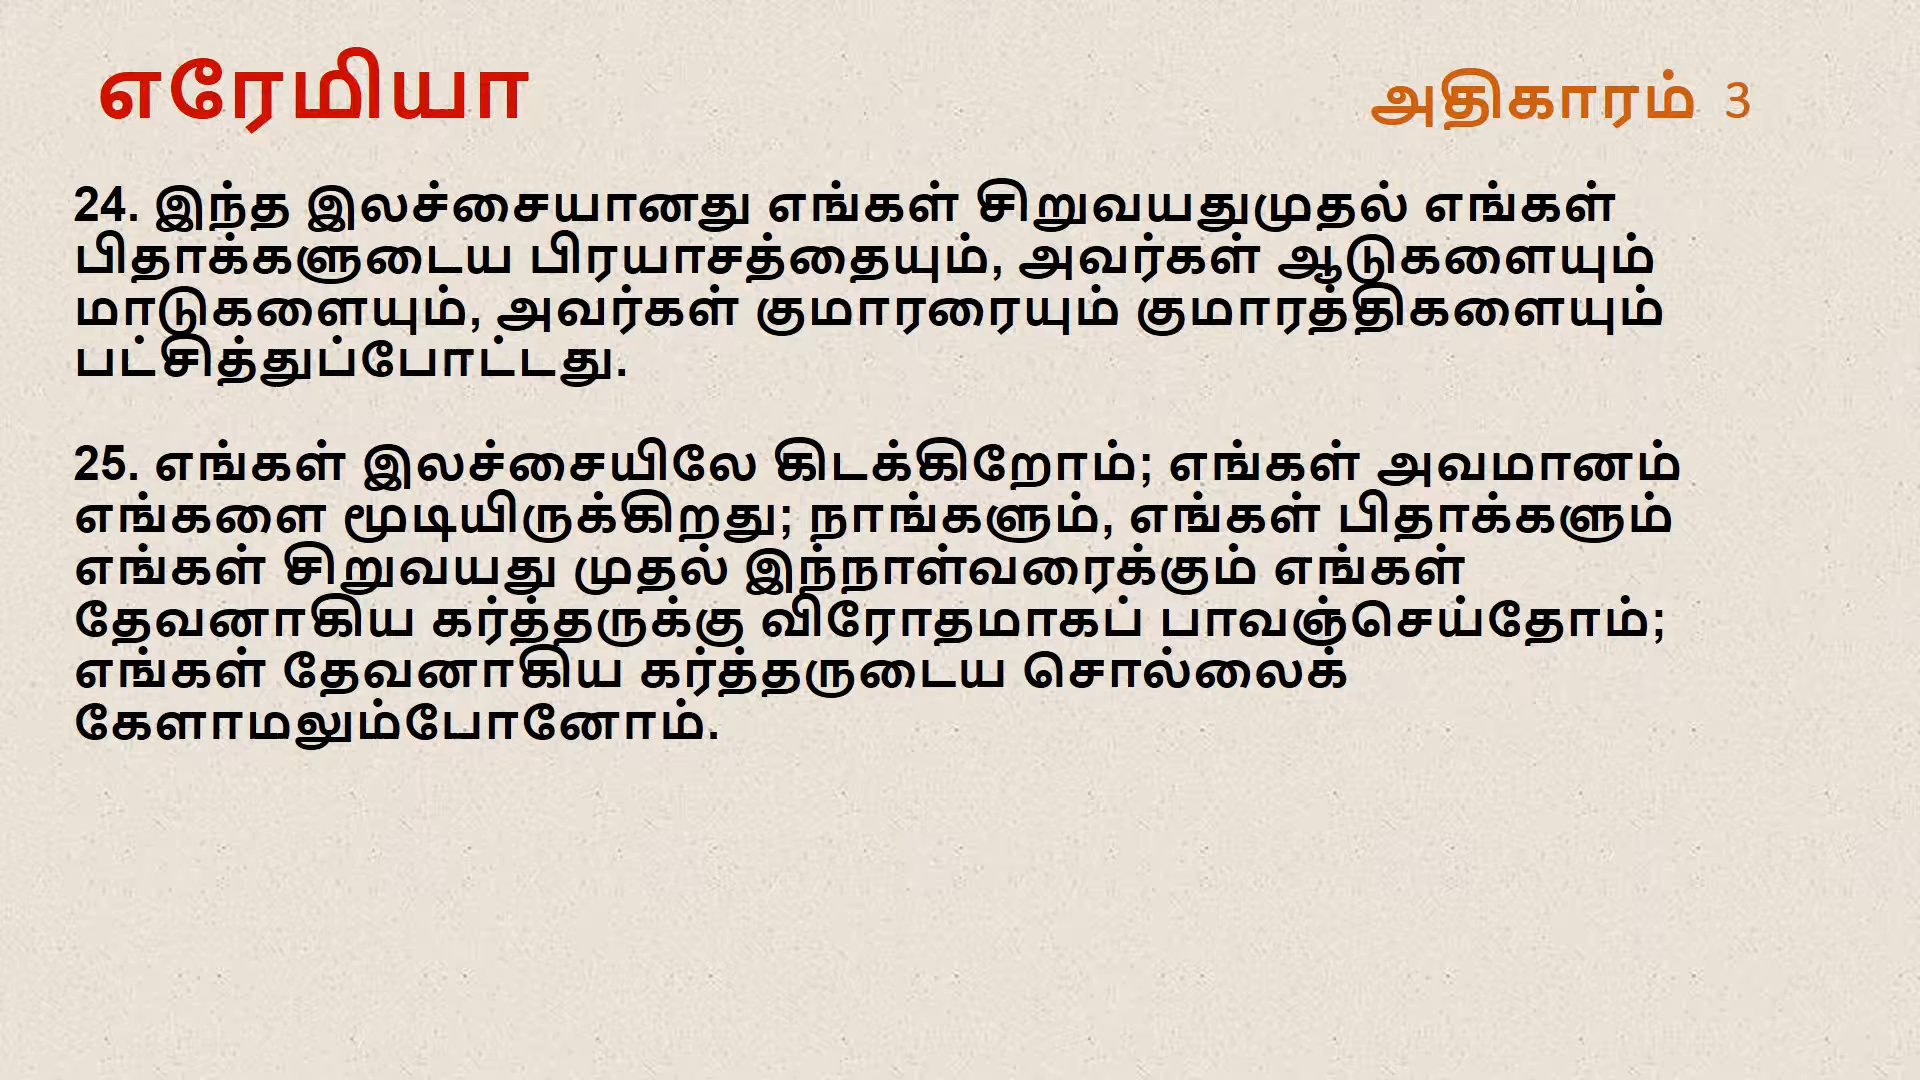 எரேமியா
அதிகாரம் 3
24. இந்த இலச்சையானது எங்கள் சிறுவயதுமுதல் எங்கள்
பிதாக்களுடைய பிரயாசத்தையும், அவர்கள் ஆடுகளையும்
மாடுகளையும், அவர்கள் குமாரரையும் குமாரத்திகளையும்
பட்சித்துப்போட்டது.
25. எங்கள் இலச்சையிலே கிடக்கிறோம்; எங்கள் அவமானம்
எங்களை மூடியிருக்கிறது; நாங்களும், எங்கள் பிதாக்களும்
எங்கள் சிறுவயது முதல் இந்நாள்வரைக்கும் எங்கள்
தேவனாகிய கர்த்தருக்கு விரோதமாகப் பாவஞ்செய்தோம்;
எங்கள் தேவனாகிய கர்த்தருடைய சொல்லைக்
கேளாமலும்போனோம்.